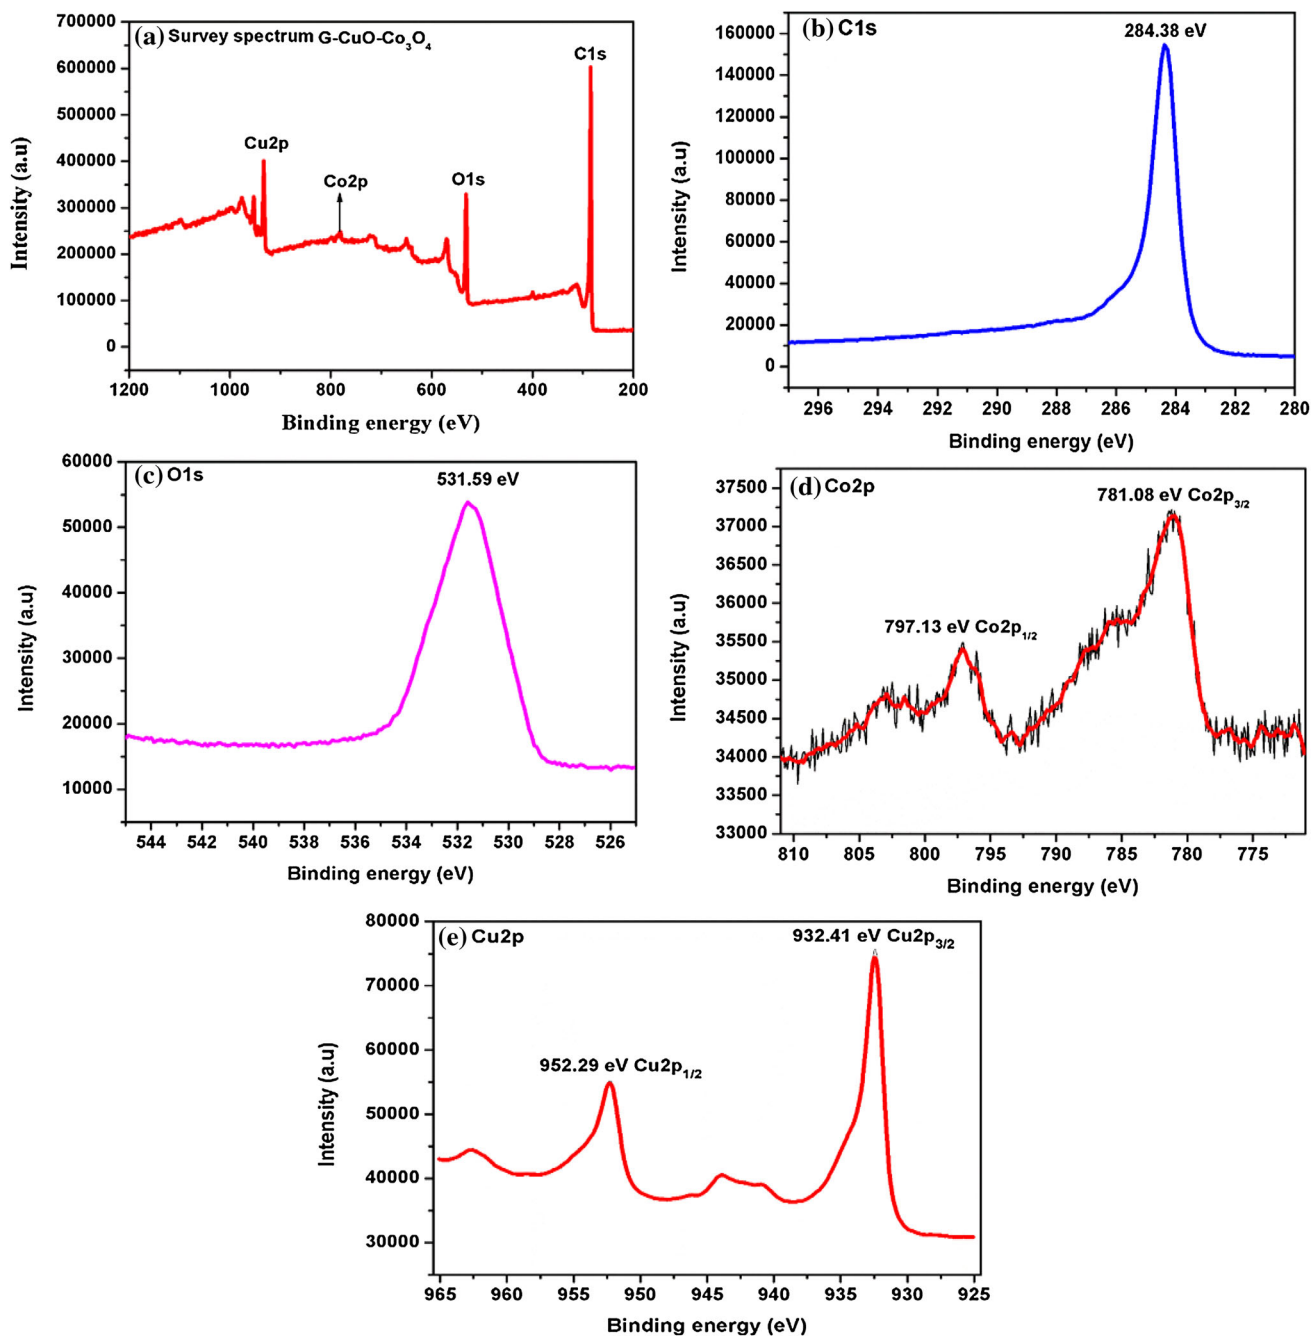 (a) Survey spectrum G-CuO-Co₃O₄
700000
600000
500000
400000
300000
200000
100000
0
Intensity (a.u)
C1s
Cu2p
Co2p
O1s
1200 1000 800 600 400 200
Binding energy (eV)
(b) C1s
284.38 eV
160000
140000
120000
100000
80000
60000
40000
20000
0
Intensity (a.u)
296 294 292 290 288 286 284 282 280
Binding energy (eV)
(c) O1s
531.59 eV
60000
50000
40000
30000
20000
10000
Intensity (a.u)
544 542 540 538 536 534 532 530 528 526
Binding energy (eV)
(d) Co2p
781.08 eV Co2p₃/₂
797.13 eV Co2p₁/₂
37500
37000
36500
36000
35500
35000
34500
34000
33500
33000
Intensity (a.u)
810 805 800 795 790 785 780 775
Binding energy (eV)
(e) Cu2p
932.41 eV Cu2p₃/₂
952.29 eV Cu2p₁/₂
80000
70000
60000
50000
40000
30000
Intensity (a.u)
965 960 955 950 945 940 935 930 925
Binding energy (eV)